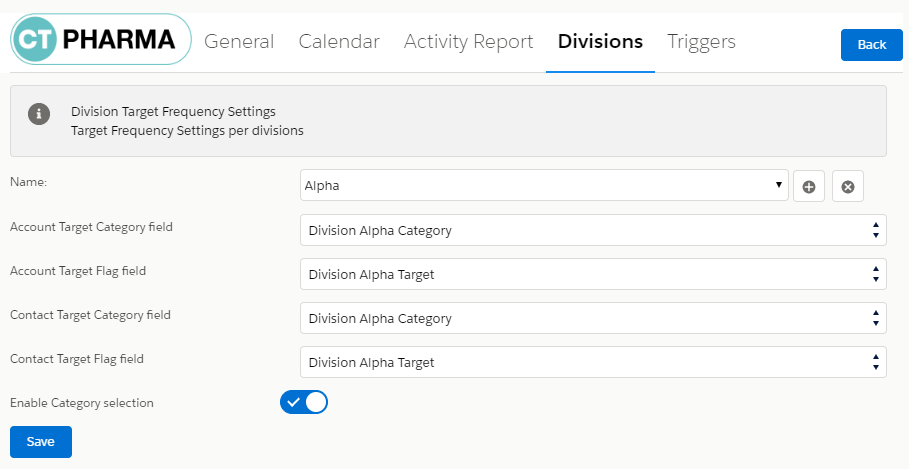 CT PHARMA General Calendar Activity Report Divisions Triggers Back
Division Target Frequency Settings
Target Frequency Settings per divisions
Name: Alpha
Account Target Category field Division Alpha Category
Account Target Flag field Division Alpha Target
Contact Target Category field Division Alpha Category
Contact Target Flag field Division Alpha Target
Enable Category selection
Save